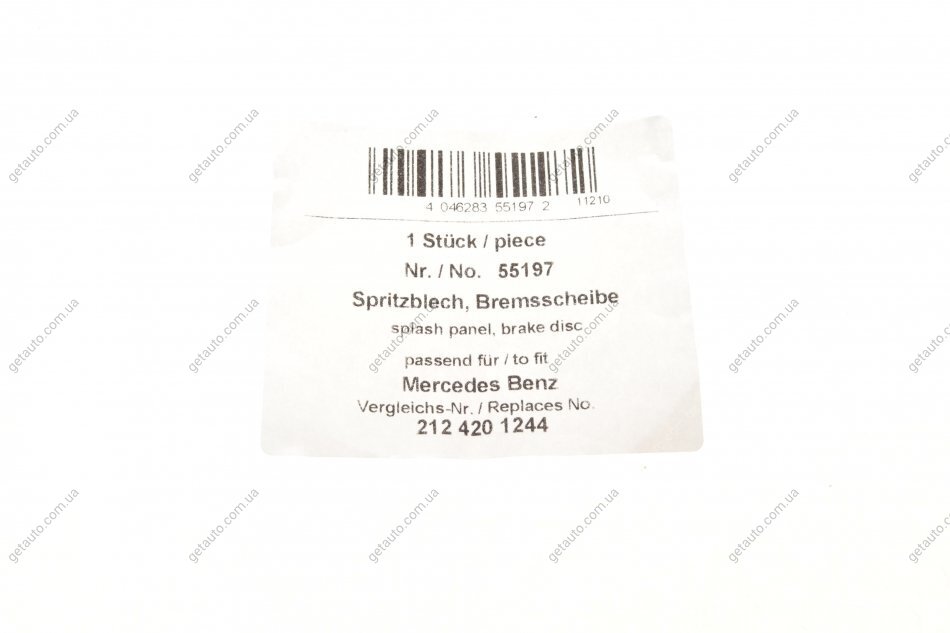 4 046283 55197 2
11210
1 Stück / piece
Nr. / No. 55197
Spritzblech, Bremsscheibe
splash panel, brake disc
passend für / to fit
Mercedes Benz
Vergleichs-Nr. / Replaces No.
212 420 1244
getauto.com.ua